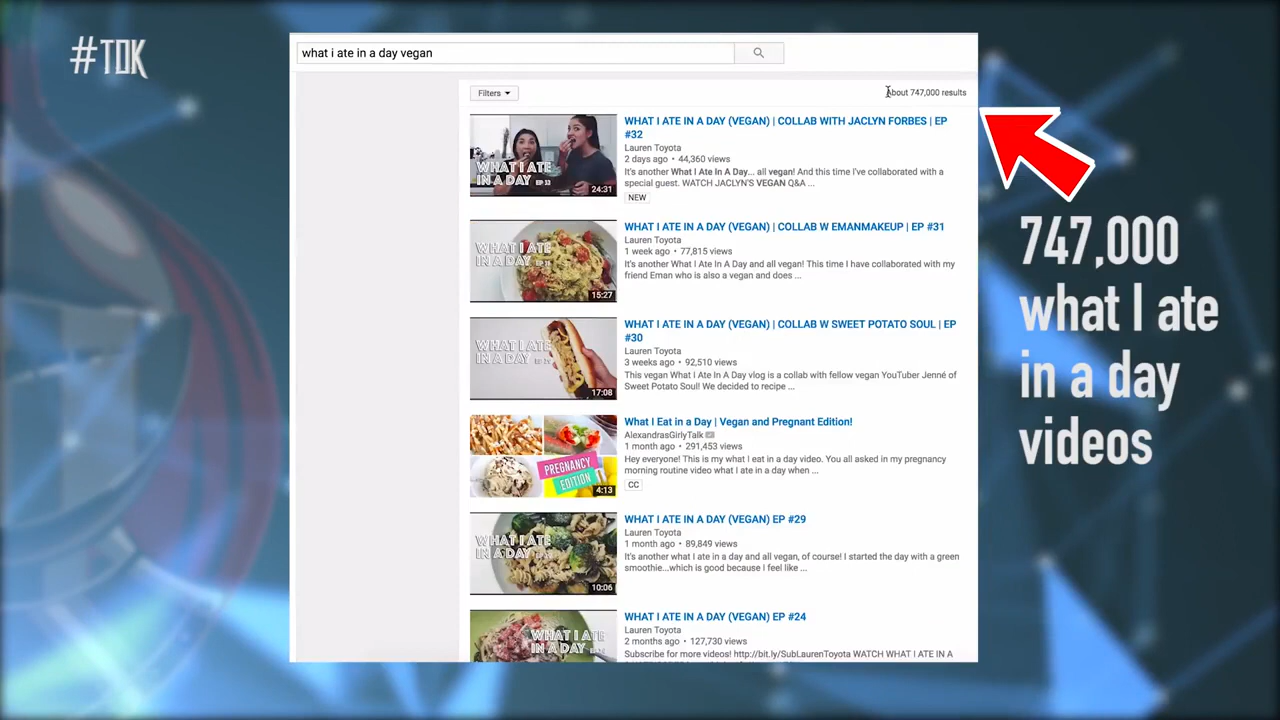 #TDK
what i ate in a day vegan
Filters
About 747,000 results
WHAT I ATE IN A DAY (VEGAN) | COLLAB WITH JACLYN FORBES | EP
#32
Lauren Toyota
2 days ago • 44,360 views
It's another What I Ate In A Day... all vegan! And this time I've collaborated with a
special guest. WATCH JACLYN'S VEGAN Q&A ...
NEW
WHAT I ATE
IN A DAY
24:31
WHAT I ATE IN A DAY (VEGAN) | COLLAB W EMANMAKEUP | EP #31
Lauren Toyota
1 week ago • 77,815 views
It's another What I Ate In A Day and all vegan! This time I have collaborated with my
friend Eman who is also a vegan and does ...
WHAT I ATE
IN A DAY
15:27
WHAT I ATE IN A DAY (VEGAN) | COLLAB W SWEET POTATO SOUL | EP
#30
Lauren Toyota
3 weeks ago • 92,510 views
This vegan What I Ate In A Day vlog is a collab with fellow vegan YouTuber Jenné of
Sweet Potato Soul! We decided to recipe ...
WHAT I ATE
IN A DAY
17:08
What I Eat in a Day | Vegan and Pregnant Edition!
AlexandrasGirlyTalk
1 month ago • 291,453 views
Hey everyone! This is my what I eat in a day video. You all asked in my pregnancy
morning routine video what I ate in a day when ...
CC
PREGNANCY
EDITION
4:13
WHAT I ATE IN A DAY (VEGAN) EP #29
Lauren Toyota
1 month ago • 89,849 views
It's another what I ate in a day and all vegan, of course! I started the day with a green
smoothie...which is good because I feel like ...
WHAT I ATE
IN A DAY
10:06
WHAT I ATE IN A DAY (VEGAN) EP #24
Lauren Toyota
2 months ago • 127,730 views
Subscribe for more videos! http://bit.ly/SubLaurenToyota WATCH WHAT I ATE IN A
WHAT I ATE
IN A DAY
747,000
what I ate
in a day
videos